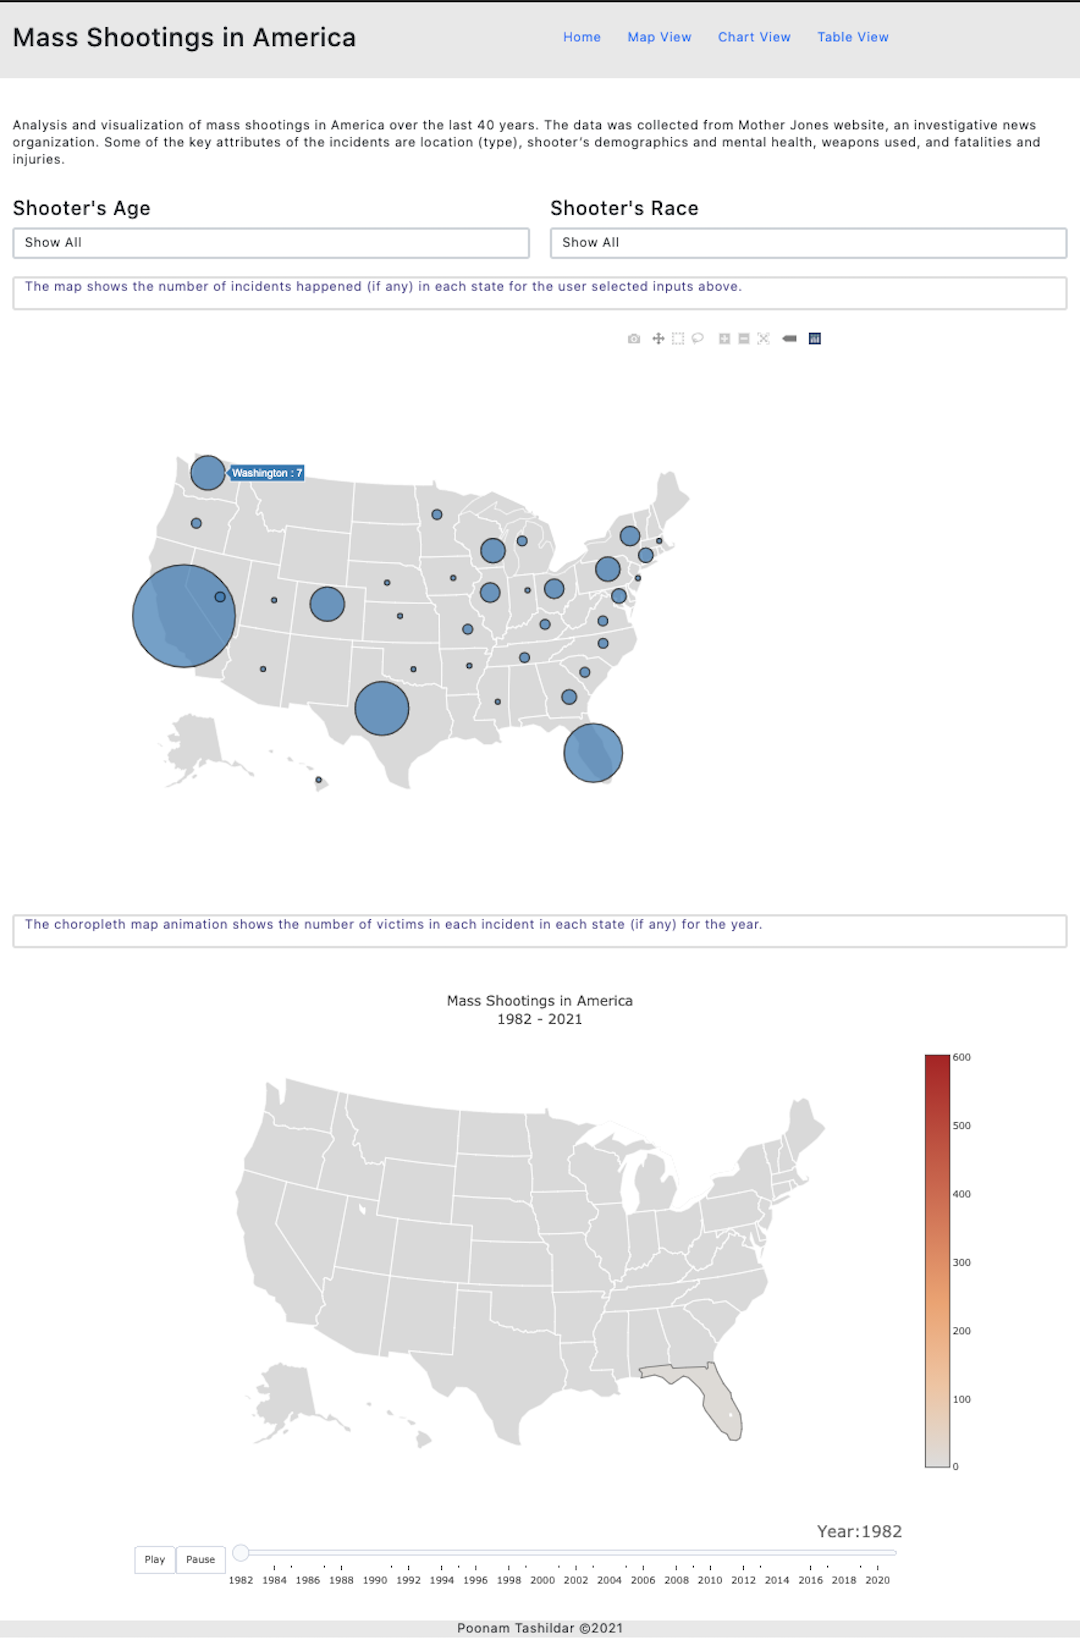 Mass Shootings in America
Home Map View Chart View Table View
Analysis and visualization of mass shootings in America over the last 40 years. The data was collected from Mother Jones website, an investigative news
organization. Some of the key attributes of the incidents are location (type), shooter's demographics and mental health, weapons used, and fatalities and
injuries.
Shooter's Age Shooter's Race
Show All Show All
The map shows the number of incidents happened (if any) in each state for the user selected inputs above.
Washington : 7
The choropleth map animation shows the number of victims in each incident in each state (if any) for the year.
Mass Shootings in America
1982 - 2021
600
500
400
300
200
100
0
Year:1982
Play Pause
1982 1984 1986 1988 1990 1992 1994 1996 1998 2000 2002 2004 2006 2008 2010 2012 2014 2016 2018 2020
Poonam Tashildar ©2021